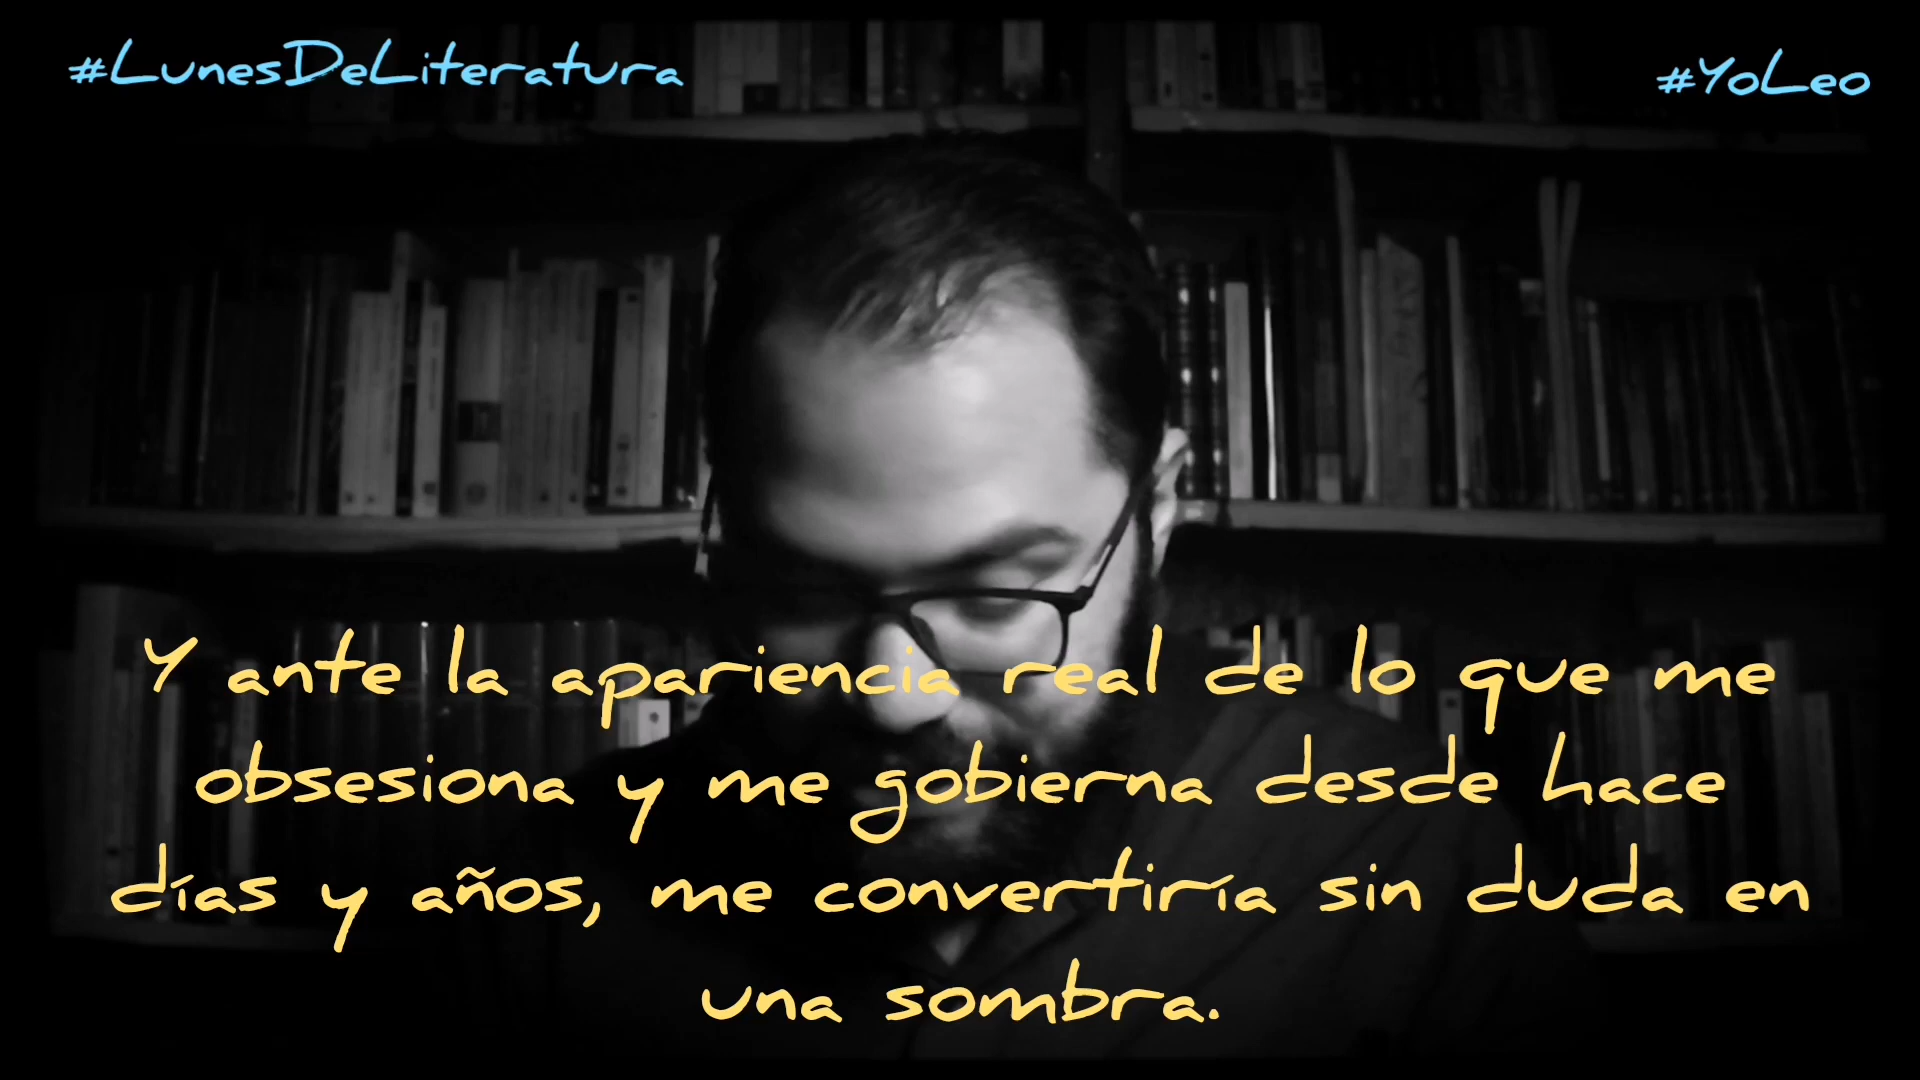 #LunesDeLiteratura
#YoLeo
Y ante la apariencia real de lo que me
obsesiona y me gobierna desde hace
días y años, me convertiría sin duda en
una sombra.